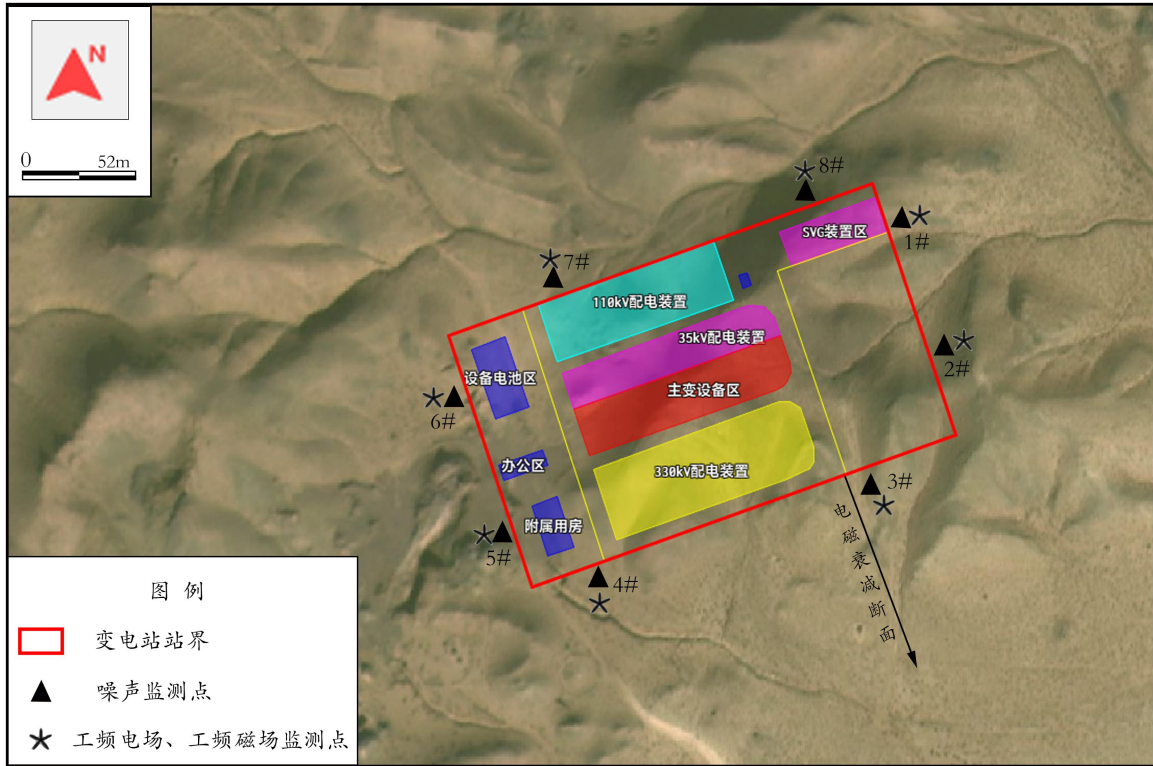 N
0 52m
8#
SVG装置区
1#
7#
110kV配电装置
35kV配电装置
2#
设备电池区
主变设备区
6#
办公区
330kV配电装置
3#
附属用房
5#
4#
电磁衰减断面
图例
变电站站界
噪声监测点
工频电场、工频磁场监测点